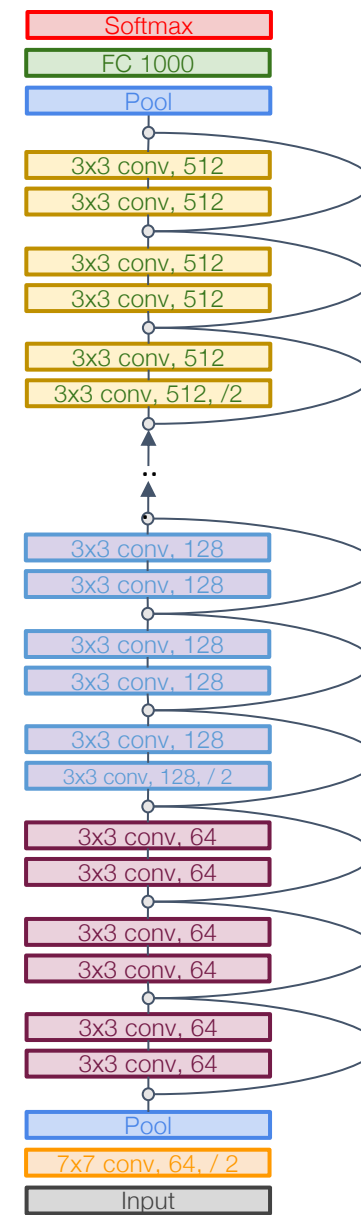 Softmax
FC 1000
Pool
3x3 conv, 512
3x3 conv, 512
3x3 conv, 512
3x3 conv, 512
3x3 conv, 512
3x3 conv, 512, /2
..
3x3 conv, 128
3x3 conv, 128
3x3 conv, 128
3x3 conv, 128
3x3 conv, 128
3x3 conv, 128, / 2
3x3 conv, 64
3x3 conv, 64
3x3 conv, 64
3x3 conv, 64
3x3 conv, 64
3x3 conv, 64
Pool
7x7 conv, 64, / 2
Input